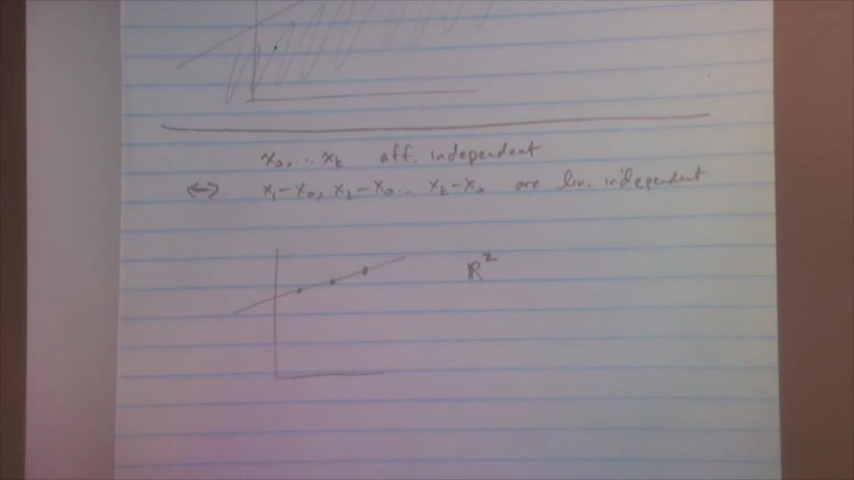 x₀, ... x_k aff. independent
⟷ x₁-x₀, x₂-x₀... x_k-x₀ are lin. independent
ℝ²